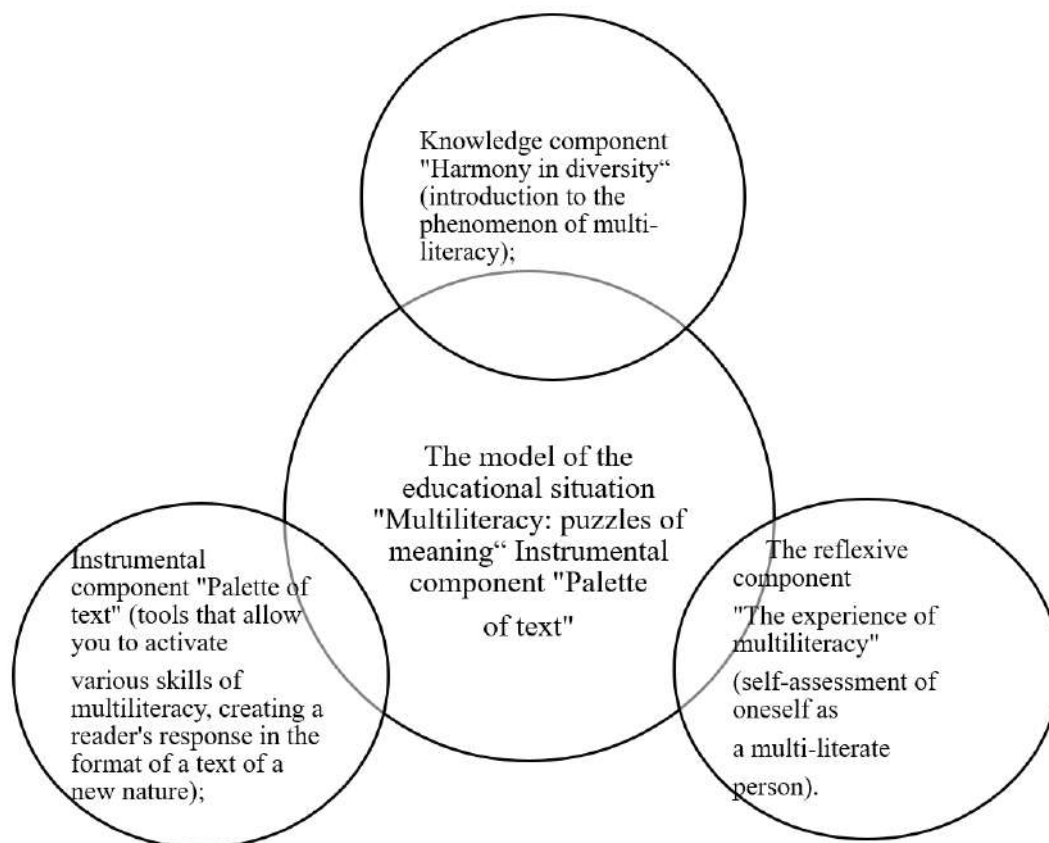 Knowledge component
"Harmony in diversity“
(introduction to the
phenomenon of multi-
literacy);
The model of the
educational situation
"Multiliteracy: puzzles of
meaning“ Instrumental
component "Palette
of text"
Instrumental
component "Palette of
text" (tools that allow
you to activate
various skills of
multiliteracy, creating a
reader's response in the
format of a text of a
new nature);
The reflexive
component
"The experience of
multiliteracy"
(self-assessment of
oneself as
a multi-literate
person).